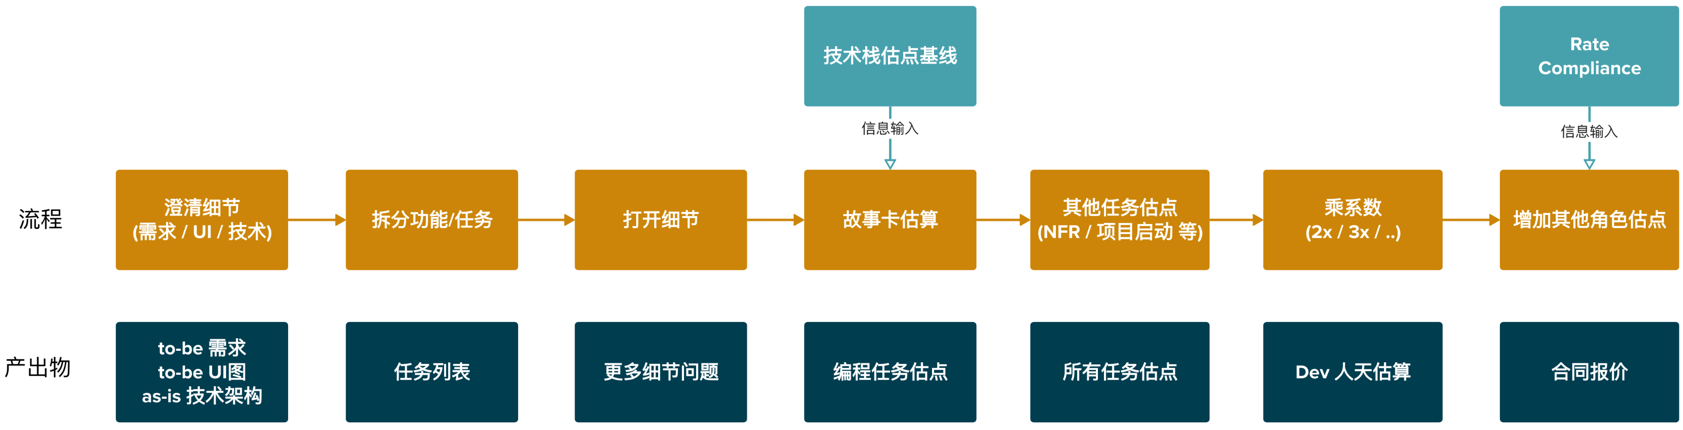 技术栈估点基线
Rate
Compliance
信息输入
信息输入
流程
澄清细节
(需求 / UI / 技术)
拆分功能/任务
打开细节
故事卡估算
其他任务估点
(NFR / 项目启动 等)
乘系数
(2x / 3x / ..)
增加其他角色估点
产出物
to-be 需求
to-be UI图
as-is 技术架构
任务列表
更多细节问题
编程任务估点
所有任务估点
Dev 人天估算
合同报价